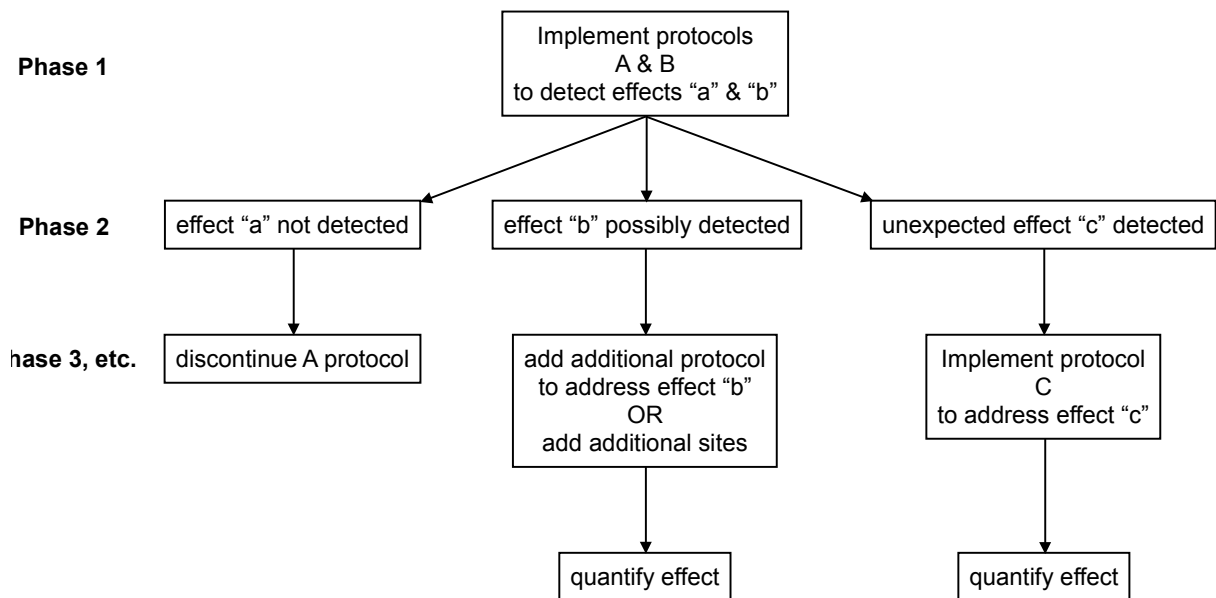 Phase 1
Implement protocols
A & B
to detect effects “a” & “b”
Phase 2
effect “a” not detected
effect “b” possibly detected
unexpected effect “c” detected
hase 3, etc.
discontinue A protocol
add additional protocol
to address effect “b”
OR
add additional sites
Implement protocol
C
to address effect “c”
quantify effect
quantify effect